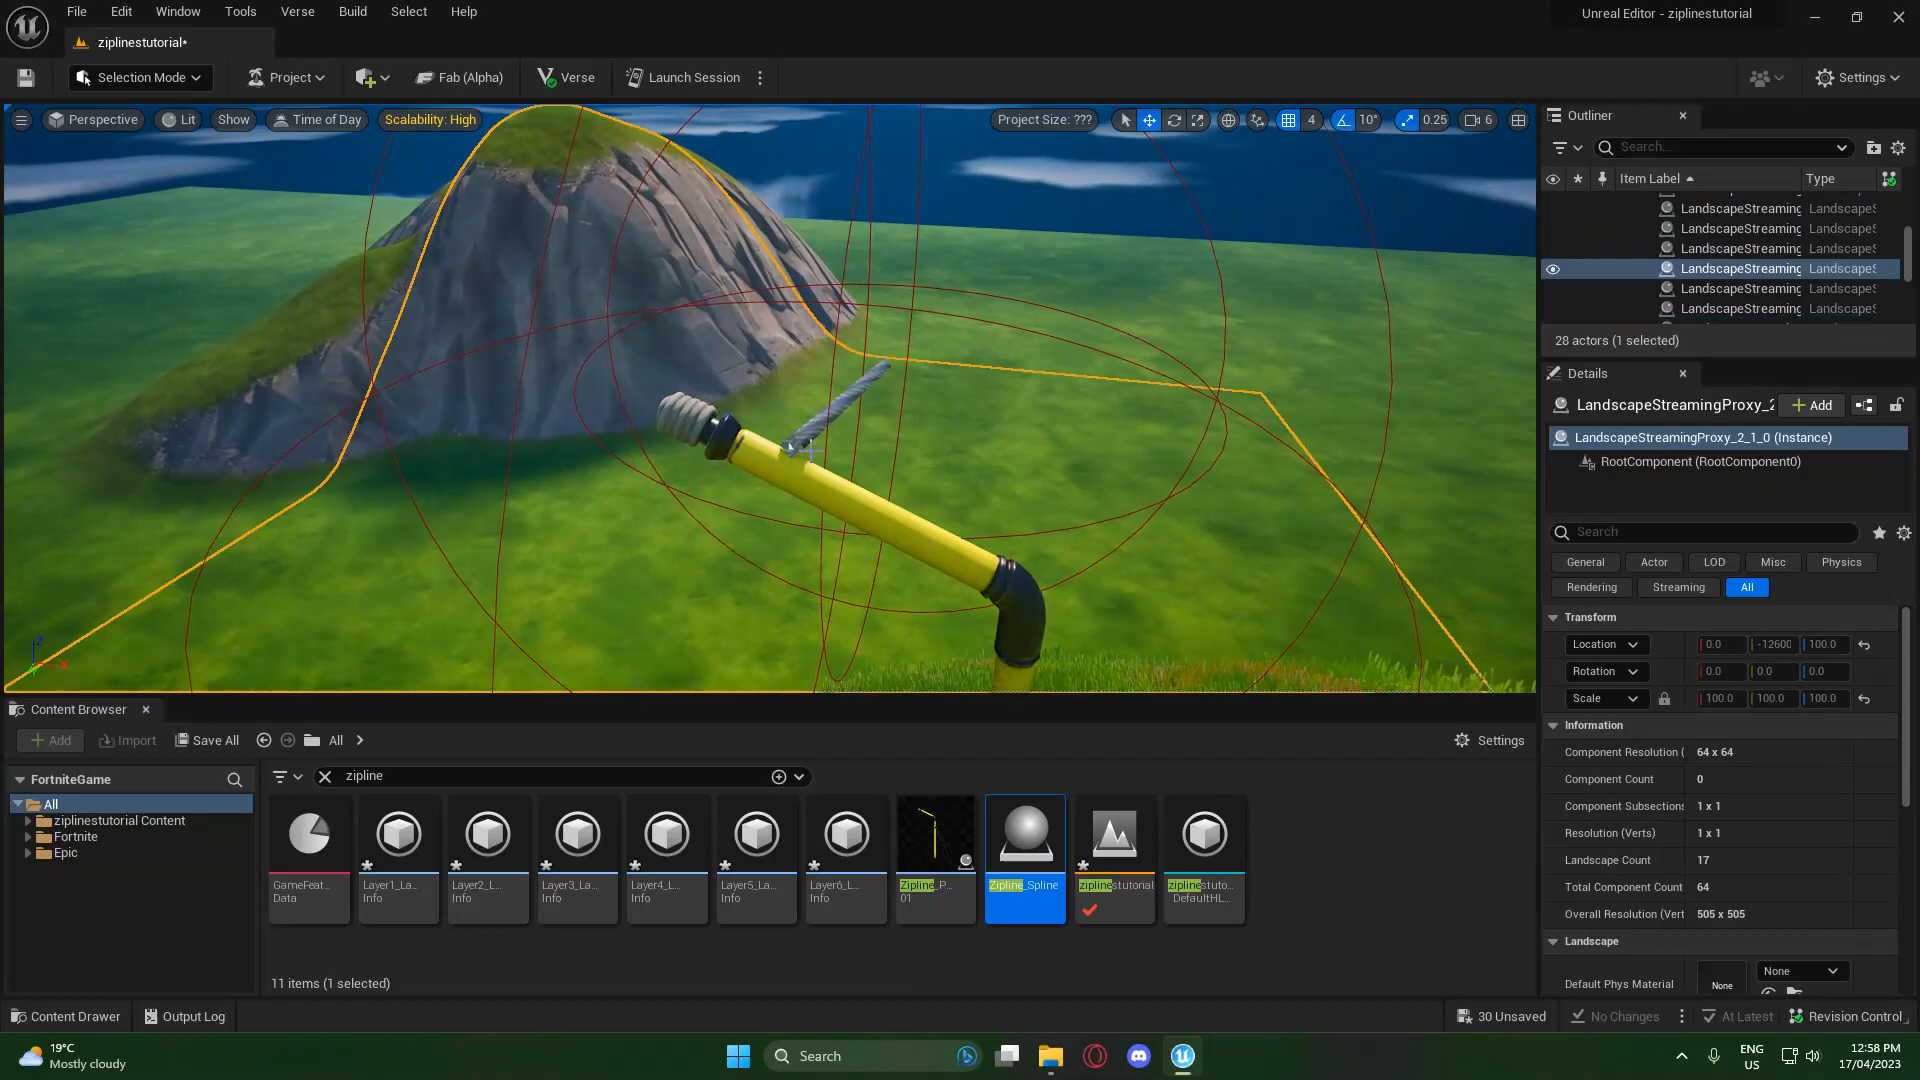 File Edit Window Tools Verse Build Select Help
Unreal Editor - ziplinestutorial
ziplinestutorial*
Selection Mode
Project
Fab (Alpha)
Verse
Launch Session
Settings
Perspective
Lit
Show
Time of Day
Scalability: High
Project Size: ???
4
10°
0.25
6
Outliner
Search...
Item Label
Type
LandscapeStreaming LandscapeS
LandscapeStreaming LandscapeS
LandscapeStreaming LandscapeS
LandscapeStreaming LandscapeS
LandscapeStreaming LandscapeS
LandscapeStreaming LandscapeS
28 actors (1 selected)
Details
LandscapeStreamingProxy_2
Add
LandscapeStreamingProxy_2_1_0 (Instance)
RootComponent (RootComponent0)
Search
General Actor LOD Misc Physics
Rendering Streaming All
Transform
Location 0.0 -12600 100.0
Rotation 0.0 0.0 0.0
Scale 100.0 100.0 100.0
Information
Component Resolution ( 64 x 64
Component Count 0
Component Subsections 1 x 1
Resolution (Verts) 1 x 1
Landscape Count 17
Total Component Count 64
Overall Resolution (Vert 505 x 505
Landscape
Default Phys Material None None
z
x
Content Browser
Add
Import
Save All
All
Settings
FortniteGame
All
ziplinestutorial Content
Fortnite
Epic
zipline
GameFeat...
Data
Layer1_La...
Info
Layer2_L...
Info
Layer3_La...
Info
Layer4_L...
Info
Layer5_La...
Info
Layer6_L...
Info
Zipline_P...
01
Zipline_Spline
ziplinestutorial
ziplinestuto...
DefaultHL...
11 items (1 selected)
Content Drawer
Output Log
30 Unsaved
No Changes
At Latest
Revision Control
19°C
Mostly cloudy
Search
ENG
US
12:58 PM
17/04/2023